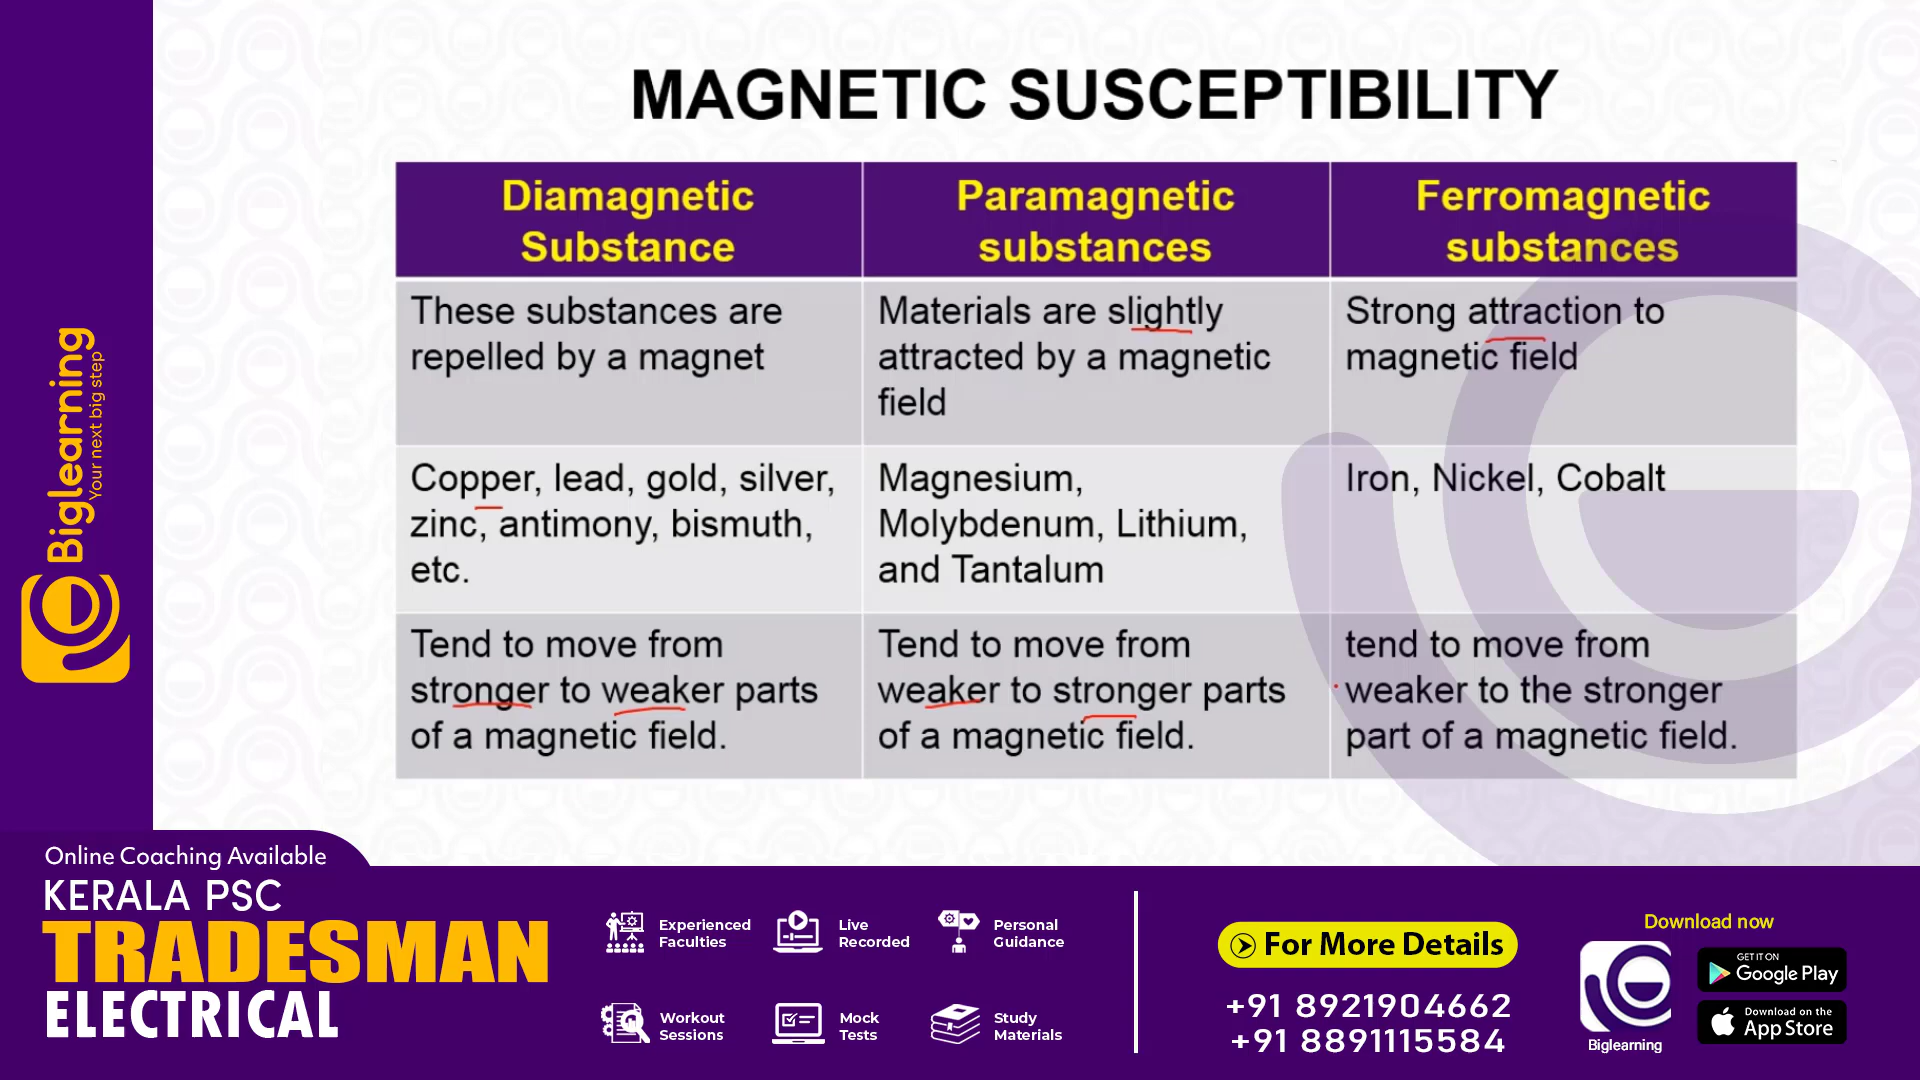 MAGNETIC SUSCEPTIBILITY
Diamagnetic
Substance
Paramagnetic
substances
Ferromagnetic
substances
These substances are
repelled by a magnet
Materials are slightly
attracted by a magnetic
field
Strong attraction to
magnetic field
Copper, lead, gold, silver,
zinc, antimony, bismuth,
etc.
Magnesium,
Molybdenum, Lithium,
and Tantalum
Iron, Nickel, Cobalt
Tend to move from
stronger to weaker parts
of a magnetic field.
Tend to move from
weaker to stronger parts
of a magnetic field.
tend to move from
weaker to the stronger
part of a magnetic field.
Biglearning
Your next big step
Online Coaching Available
KERALA PSC
TRADESMAN
ELECTRICAL
Experienced
Faculties
Live
Recorded
Personal
Guidance
Workout
Sessions
Mock
Tests
Study
Materials
For More Details
+91 8921904662
+91 8891115584
Download now
Biglearning
GET IT ON
Google Play
Download on the
App Store